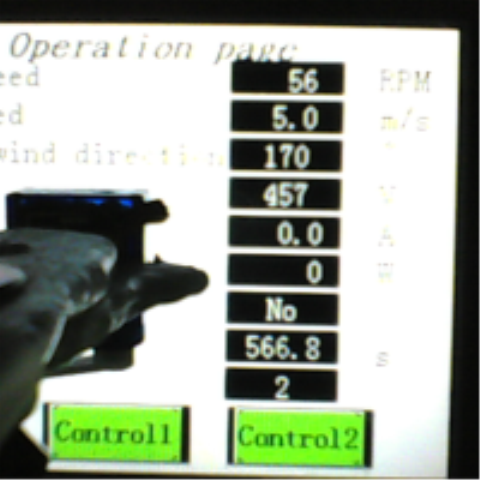 Operation page
eed 56 RPM
ed 5.0 m/s
wind direction 170 °
457 V
0.0 A
0 W
No
566.8 s
2
Control1 Control2